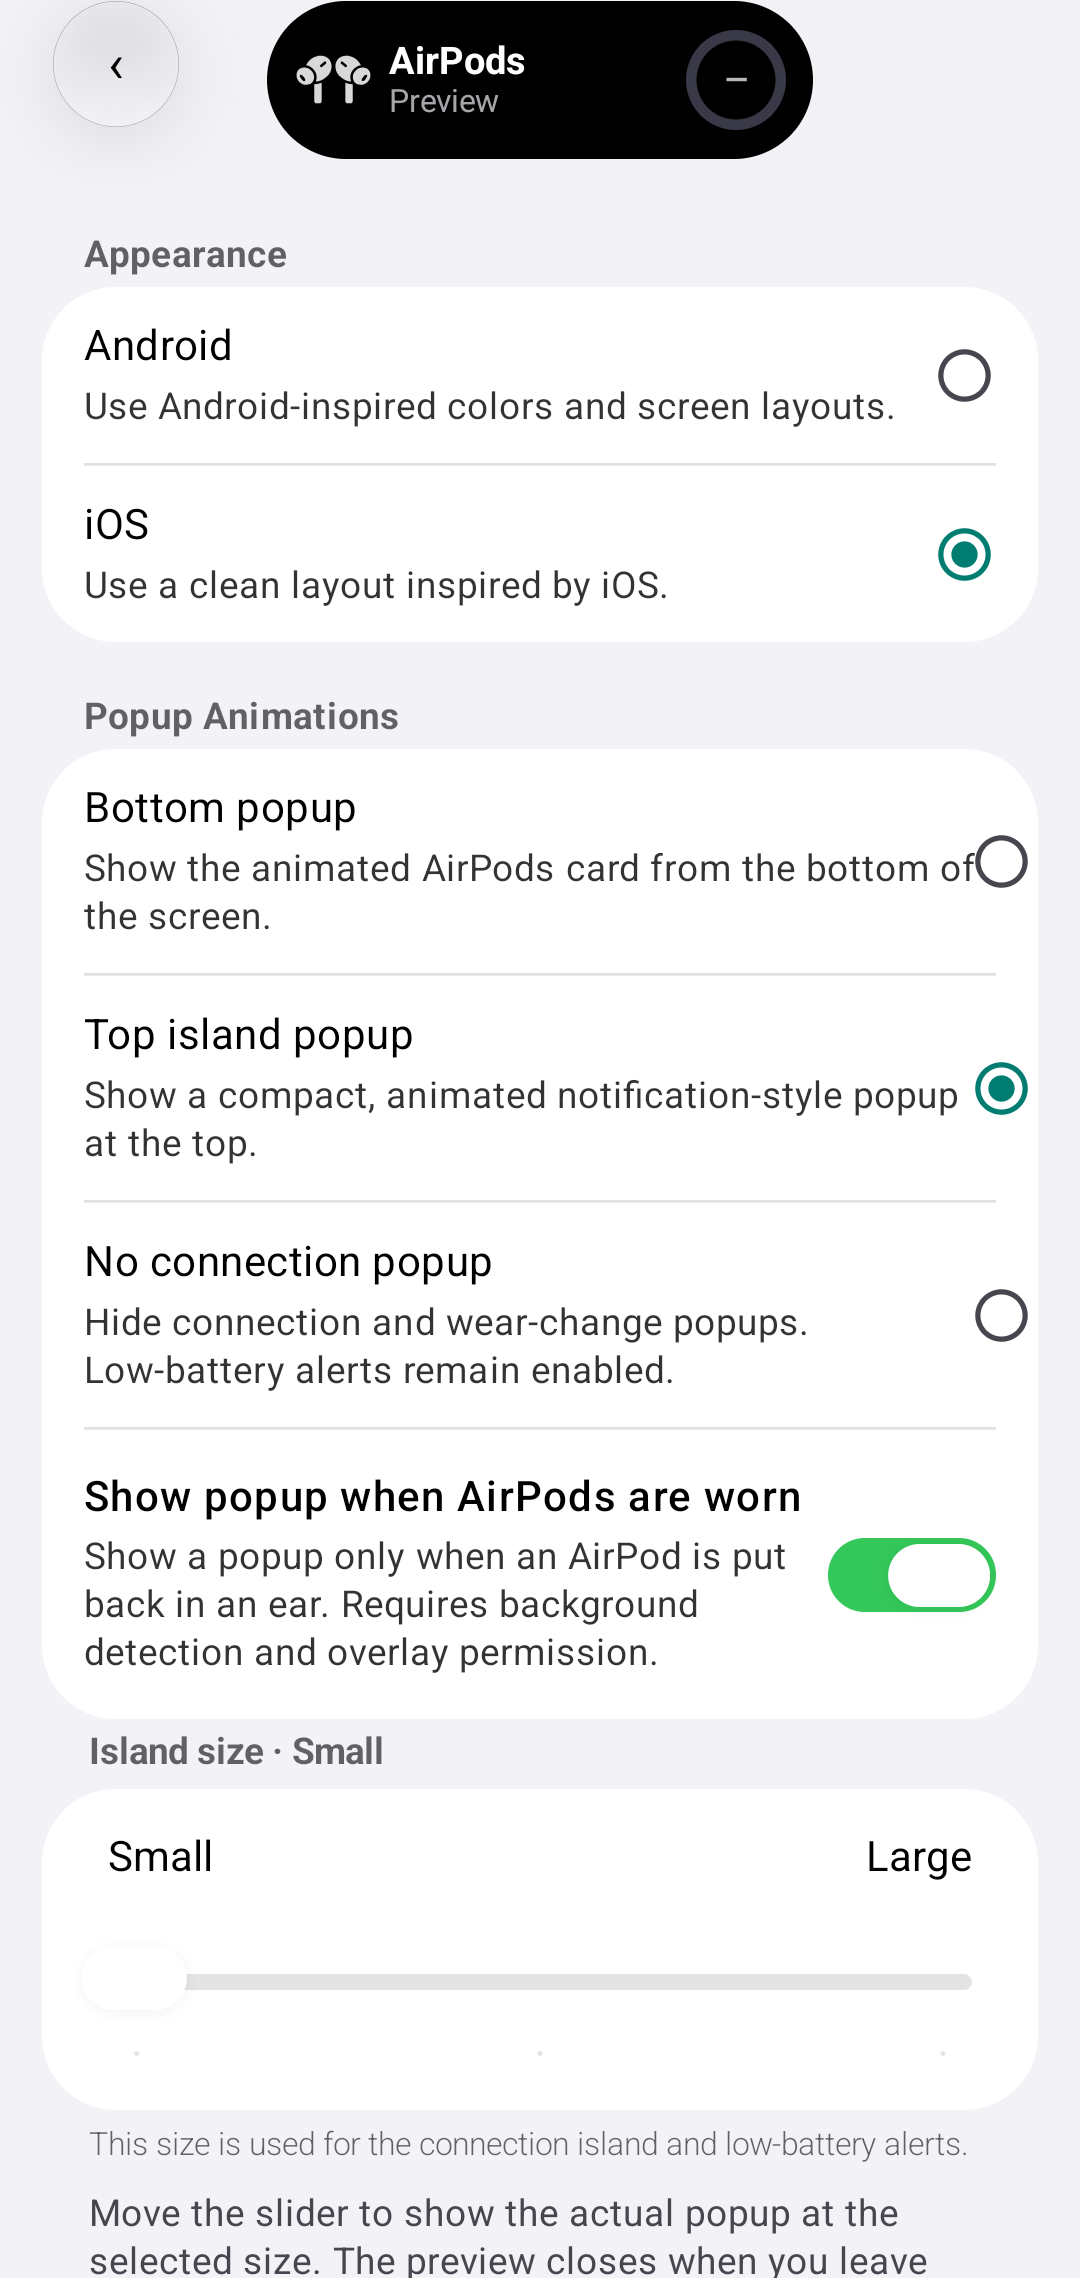 ‹
AirPods
Preview
–
Appearance
Android
Use Android-inspired colors and screen layouts.
iOS
Use a clean layout inspired by iOS.
Popup Animations
Bottom popup
Show the animated AirPods card from the bottom of
the screen.
Top island popup
Show a compact, animated notification-style popup
at the top.
No connection popup
Hide connection and wear-change popups.
Low-battery alerts remain enabled.
Show popup when AirPods are worn
Show a popup only when an AirPod is put
back in an ear. Requires background
detection and overlay permission.
Island size · Small
Small Large
This size is used for the connection island and low-battery alerts.
Move the slider to show the actual popup at the
selected size. The preview closes when you leave